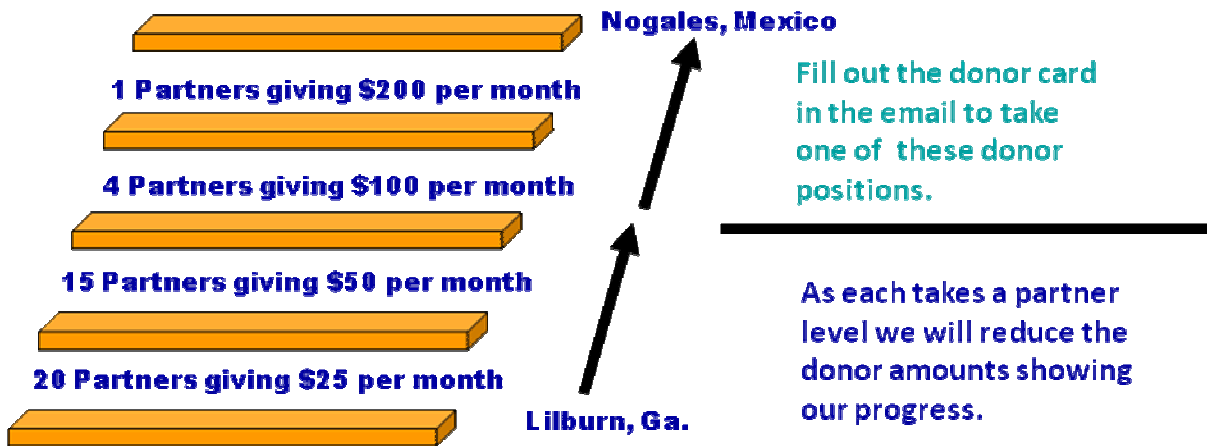 Nogales, Mexico
1 Partners giving $200 per month
4 Partners giving $100 per month
15 Partners giving $50 per month
20 Partners giving $25 per month
Lilburn, Ga.
Fill out the donor card
in the email to take
one of these donor
positions.
As each takes a partner
level we will reduce the
donor amounts showing
our progress.